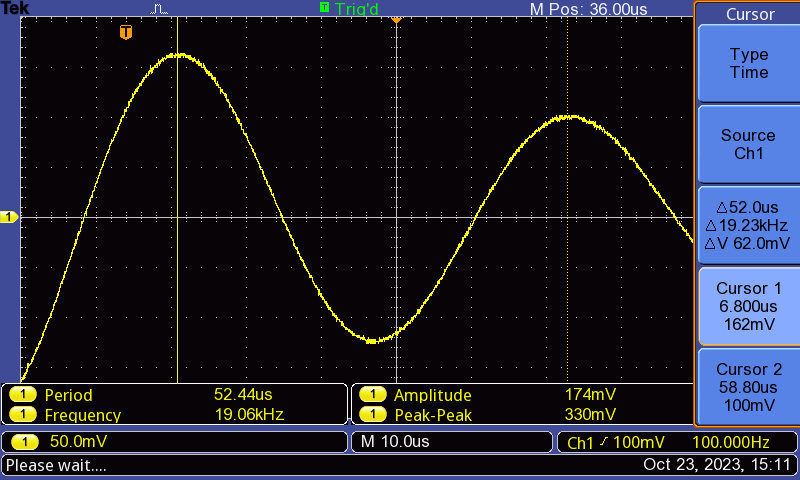 Tek T Trig'd M Pos: 36.00us
Cursor
T
Type
Time
Source
Ch1
1
△52.0us
△19.23kHz
△V 62.0mV
Cursor 1
6.800us
162mV
Cursor 2
58.80us
100mV
1 Period 52.44us 1 Amplitude 174mV
1 Frequency 19.06kHz 1 Peak-Peak 330mV
1 50.0mV M 10.0us Ch1 100mV 100.000Hz
Please wait.... Oct 23, 2023, 15:11